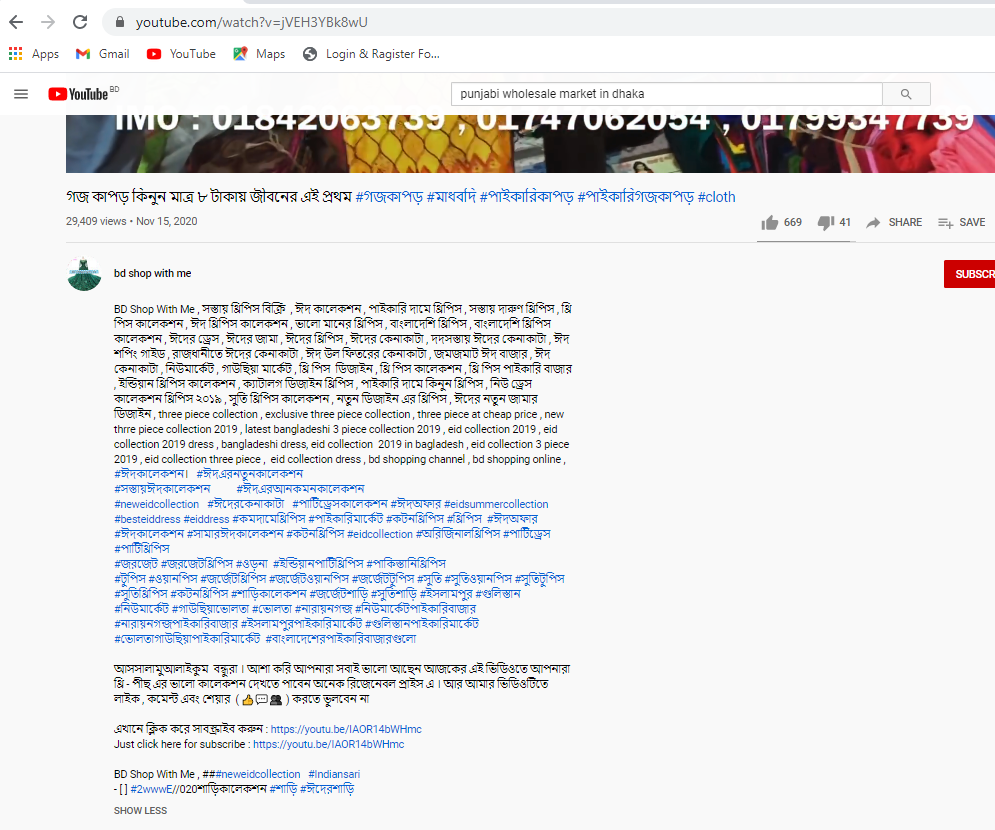 youtube.com/watch?v=jVEH3YBk8wU
Apps Gmail YouTube Maps Login & Ragister Fo...
YouTube BD punjabi wholesale market in dhaka
IMO : 01842063739 , 01747062054 , 01799347739
গজ কাপড় কিনুন মাত্র ৮ টাকায় জীবনের এই প্রথম #গজকাপড় #মাধবদি #পাইকারিকাপড় #পাইকারিগজকাপড় #cloth
29,409 views • Nov 15, 2020
669 41 SHARE SAVE
bd shop with me
SUBSCR
BD Shop With Me , সস্তায় থ্রিপিস বিক্রি , ঈদ কালেকশন , পাইকারি দামে থ্রিপিস , সস্তায় দারুণ থ্রিপিস , থ্রি
পিস কালেকশন , ঈদ থ্রিপিস কালেকশন , ভালো মানের থ্রিপিস , বাংলাদেশি থ্রিপিস , বাংলাদেশি থ্রিপিস
কালেকশন , ঈদের ড্রেস , ঈদের জামা , ঈদের থ্রিপিস , ঈদের কেনাকাটা , দদসস্তায় ঈদের কেনাকাটা , ঈদ
শপিং গাইড , রাজধানীতে ঈদের কেনাকাটা , ঈদ উল ফিতরের কেনাকাটা , জমজমাট ঈদ বাজার , ঈদ
কেনাকাটা , নিউমার্কেট , গাউছিয়া মার্কেট , থ্রি পিস ডিজাইন , থ্রি পিস কালেকশন , থ্রি পিস পাইকারি বাজার
, ইন্ডিয়ান থ্রিপিস কালেকশন , ক্যাটালগ ডিজাইন থ্রিপিস , পাইকারি দামে কিনুন থ্রিপিস , নিউ ড্রেস
কালেকশন থ্রিপিস ২০১৯ , সুতি থ্রিপিস কালেকশন , নতুন ডিজাইন এর থ্রিপিস , ঈদের নতুন জামার
ডিজাইন , three piece collection , exclusive three piece collection , three piece at cheap price , new
thrre piece collection 2019 , latest bangladeshi 3 piece collection 2019 , eid collection 2019 , eid
collection 2019 dress , bangladeshi dress, eid collection 2019 in bagladesh , eid collection 3 piece
2019 , eid collection three piece , eid collection dress , bd shopping channel , bd shopping online ,
#ঈদকালেকশন। #ঈদএরনতুনকালেকশন
#সস্তায়ঈদকালেকশন #ঈদএরআনকমনকালেকশন
#neweidcollection #ঈদেরকেনাকাটা #পার্টিড্রেসকালেকশন #ঈদঅফার #eidsummercollection
#besteiddress #eiddress #কমদামেথ্রিপিস #পাইকারিমার্কেট #কটনথ্রিপিস #থ্রিপিস #ঈদঅফার
#ঈদকালেকশন #সামারঈদকালেকশন #কটনথ্রিপিস #eidcollection #অরিজিনালথ্রিপিস #পার্টিড্রেস
#পার্টিথ্রিপিস
#জরজেট #জরজেটথ্রিপিস #ওড়না #ইন্ডিয়ানপার্টিথ্রিপিস #পাকিস্তানিথ্রিপিস
#টুপিস #ওয়ানপিস #জর্জেটথ্রিপিস #জর্জেটওয়ানপিস #জর্জেটটুপিস #সুতি #সুতিওয়ানপিস #সুতিটুপিস
#সুতিথ্রিপিস #কটনথ্রিপিস #শাড়িকালেকশন #জর্জেটশাড়ি #সুতিশাড়ি #ইসলামপুর #গুলিস্তান
#নিউমার্কেট #গাউছিয়াভোলতা #ভোলতা #নারায়নগন্জ #নিউমার্কেটপাইকারিবাজার
#নারায়নগন্জপাইকারিবাজার #ইসলামপুরপাইকারিমার্কেট #গুলিস্তানপাইকারিমার্কেট
#ভোলতাগাউছিয়াপাইকারিমার্কেট #বাংলাদেশেরপাইকারিবাজারগুলো
আসসালামুআলাইকুম বন্ধুরা । আশা করি আপনারা সবাই ভালো আছেন আজকের এই ভিডিওতে আপনারা
থ্রি - পীছ এর ভালো কালেকশন দেখতে পাবেন অনেক রিজেনেবল প্রাইস এ । আর আমার ভিডিওটিতে
লাইক , কমেন্ট এবং শেয়ার ( 👍💬👥 ) করতে ভুলবেন না
এখানে ক্লিক করে সাবস্ক্রাইব করুন : https://youtu.be/IAOR14bWHmc
Just click here for subscribe : https://youtu.be/IAOR14bWHmc
BD Shop With Me , ###neweidcollection #Indiansari
- [ ] #2wwwE//020শাড়িকালেকশন #শাড়ি #ঈদেরশাড়ি
SHOW LESS